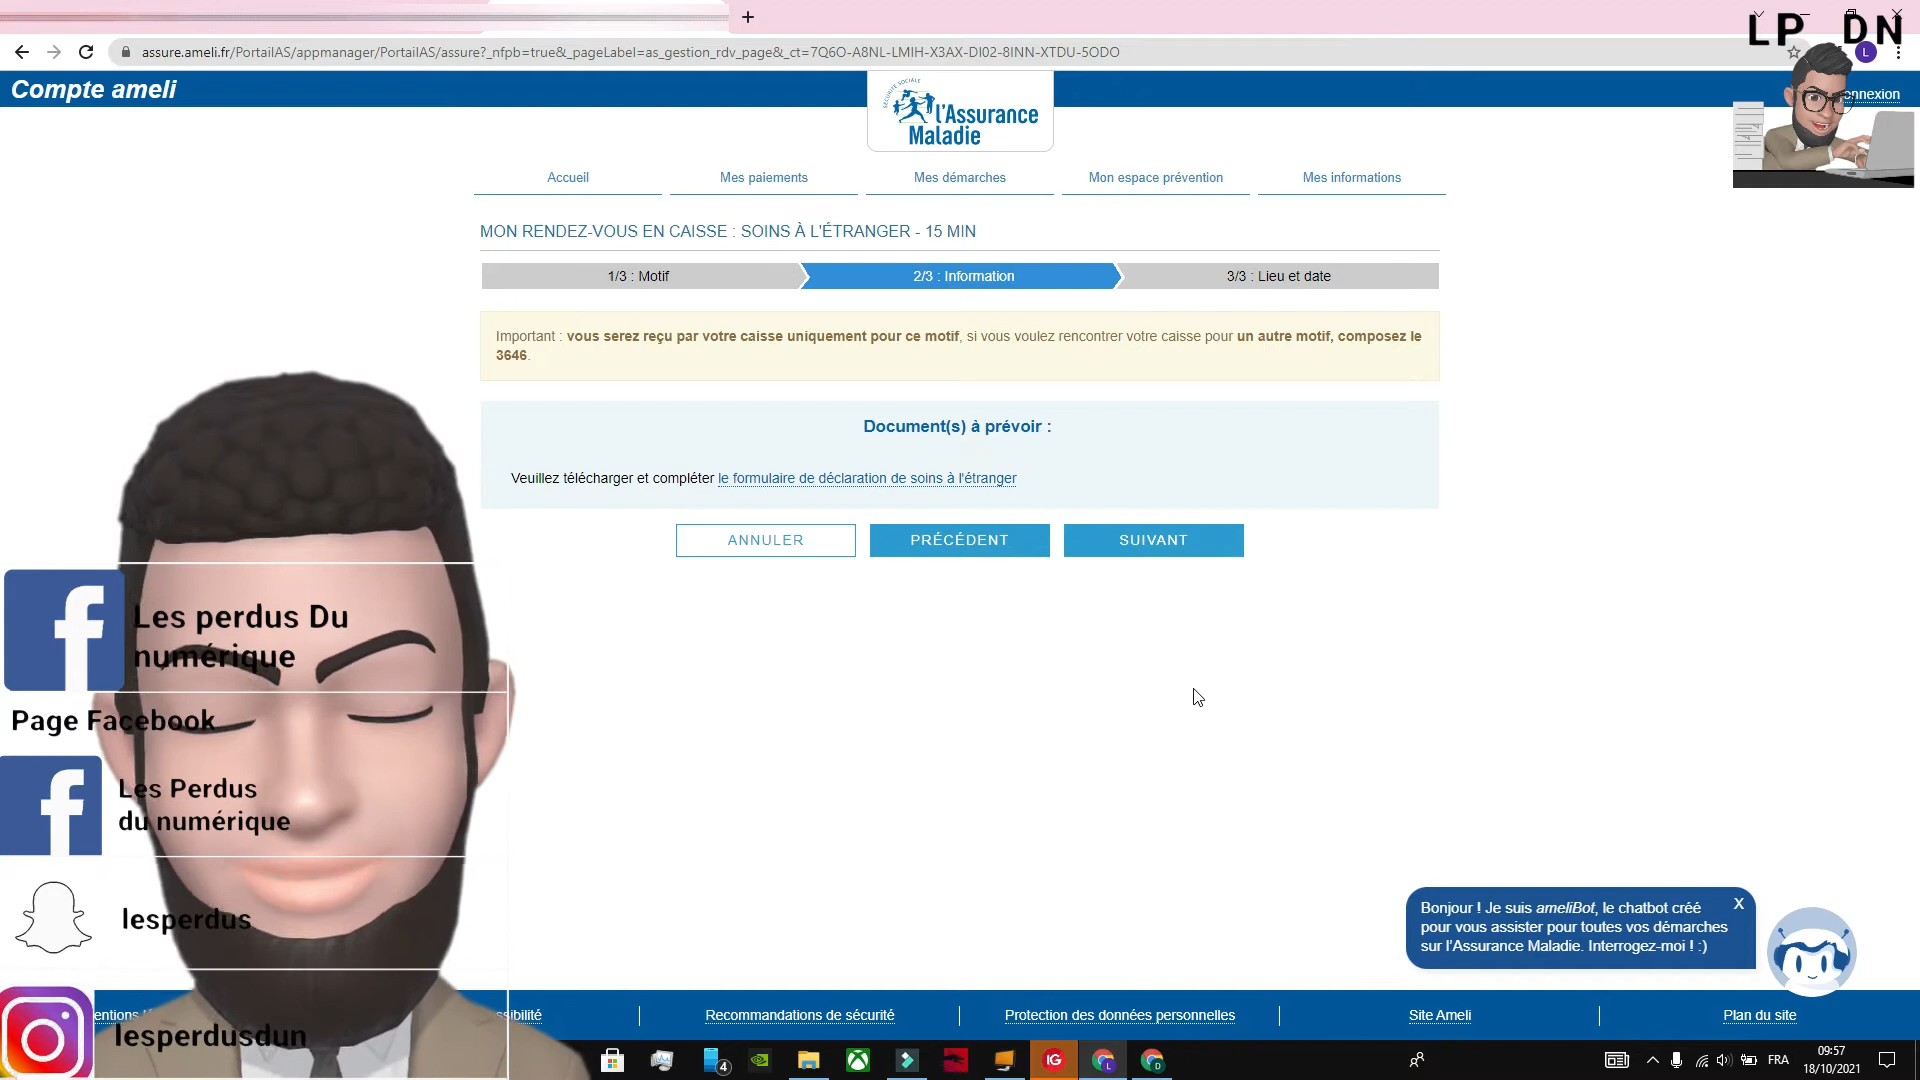 LP DN
assure.ameli.fr/PortailAS/appmanager/PortailAS/assure?_nfpb=true&_pageLabel=as_gestion_rdv_page&_ct=7Q6O-A8NL-LMIH-X3AX-DI02-8INN-XTDU-5ODO
L
Compte ameli
SÉCURITÉ SOCIALE
l'Assurance
Maladie
onnexion
Accueil
Mes paiements
Mes démarches
Mon espace prévention
Mes informations
MON RENDEZ-VOUS EN CAISSE : SOINS À L'ÉTRANGER - 15 MIN
1/3 : Motif
2/3 : Information
3/3 : Lieu et date
Important : vous serez reçu par votre caisse uniquement pour ce motif, si vous voulez rencontrer votre caisse pour un autre motif, composez le
3646.
Document(s) à prévoir :
Veuillez télécharger et compléter le formulaire de déclaration de soins à l'étranger
ANNULER
PRÉCÉDENT
SUIVANT
Les perdus Du
numérique
Page Facebook
Les Perdus
du numérique
lesperdus
lesperdusdun
Bonjour ! Je suis ameliBot, le chatbot créé
pour vous assister pour toutes vos démarches
sur l'Assurance Maladie. Interrogez-moi ! :)
X
entions
sibilité
Recommandations de sécurité
Protection des données personnelles
Site Ameli
Plan du site
4
IG
L
D
FRA
09:57
18/10/2021